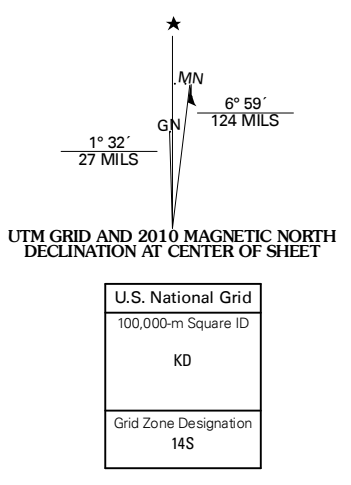 ★
MN
6° 59´
124 MILS
GN
1° 32´
27 MILS
UTM GRID AND 2010 MAGNETIC NORTH
DECLINATION AT CENTER OF SHEET
U.S. National Grid
100,000-m Square ID
KD
Grid Zone Designation
14S